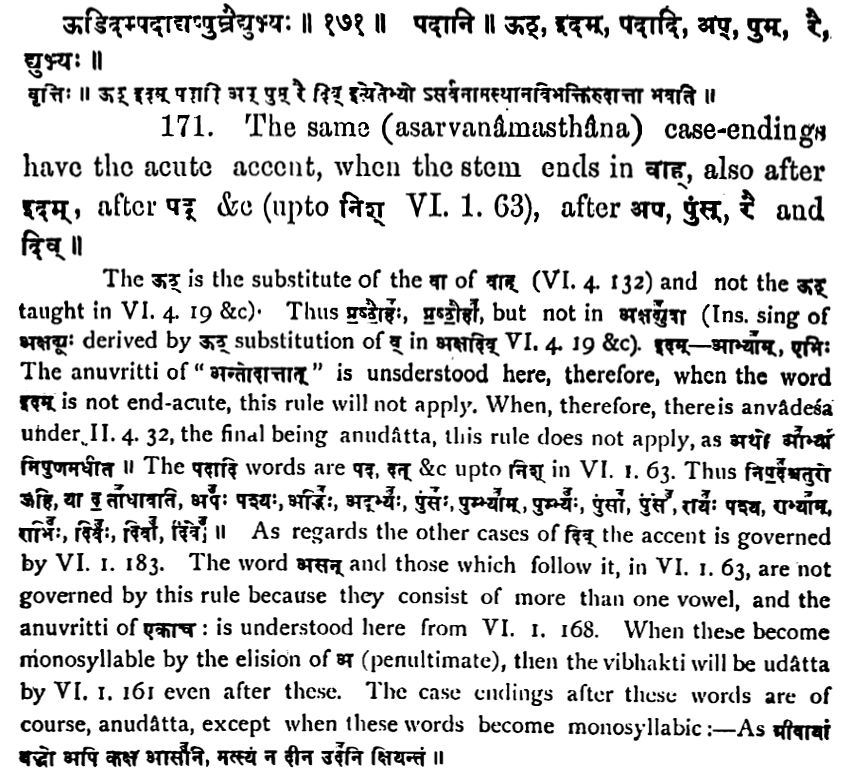 ऊडिदम्पदाद्यप्पुम्रैद्युभ्यः ॥ १७१ ॥ पदानि ॥ ऊठ्, इदम्, पदादि, अप्, पुम्, रै,
द्युभ्यः ॥
वृत्तिः ॥ ऊठ् इदम् पदादि अप् पुम् रै दिव् इत्येतेभ्यो ऽसर्वनामस्थानविभक्तिरुदात्ता भवति ॥
171. The same (asarvanâmasthâna) case-endings
have the acute accent, when the stem ends in वाह्, also after
इदम्, after पद् &c (upto निश् VI. 1. 63), after अप, पुंस्, रै and
दिव् ॥
The ऊठ् is the substitute of the वा of वाह् (VI. 4. 132) and not the ऊठ्
taught in VI. 4. 19 &c). Thus प्रष्ठौहः, प्रष्ठौहा, but not in अक्षद्युवा (Ins. sing of
अक्षद्यूः derived by ऊठ् substitution of व् in अक्षदिव् VI. 4. 19 &c). इदम्—आभ्याम्, एभिः
The anuvritti of "अन्तोदात्तात्" is unsderstood here, therefore, when the word
इदम् is not end-acute, this rule will not apply. When, therefore, there is anvâdeśa
under II. 4. 32, the final being anudâtta, this rule does not apply, as अथो आभ्यां
निपुणमधीत ॥ The पदादि words are पद, दत् &c upto निश् in VI. 1. 63. Thus निपदश्चतुरो
जहि, या दतोधावति, अपः पश्यः, अद्भिः, अद्भ्यः, पुंसः, पुम्भ्याम्, पुम्भ्यः, पुंसा, पुंसे, रायः पश्य, राभ्याम्,
राभिः, दिवः, दिवा, दिवे; ॥ As regards the other cases of दिव् the accent is governed
by VI. 1. 183. The word असन् and those which follow it, in VI. 1. 63, are not
governed by this rule because they consist of more than one vowel, and the
anuvritti of एकाच : is understood here from VI. 1. 168. When these become
monosyllable by the elision of अ (penultimate), then the vibhakti will be udâtta
by VI. 1. 161 even after these. The case endings after these words are of
course, anudâtta, except when these words become monosyllabic :—As ग्रीवायां
बद्धो अपि कक्ष आसनि, मत्स्यं न दीन उदनि क्षियन्तं ॥